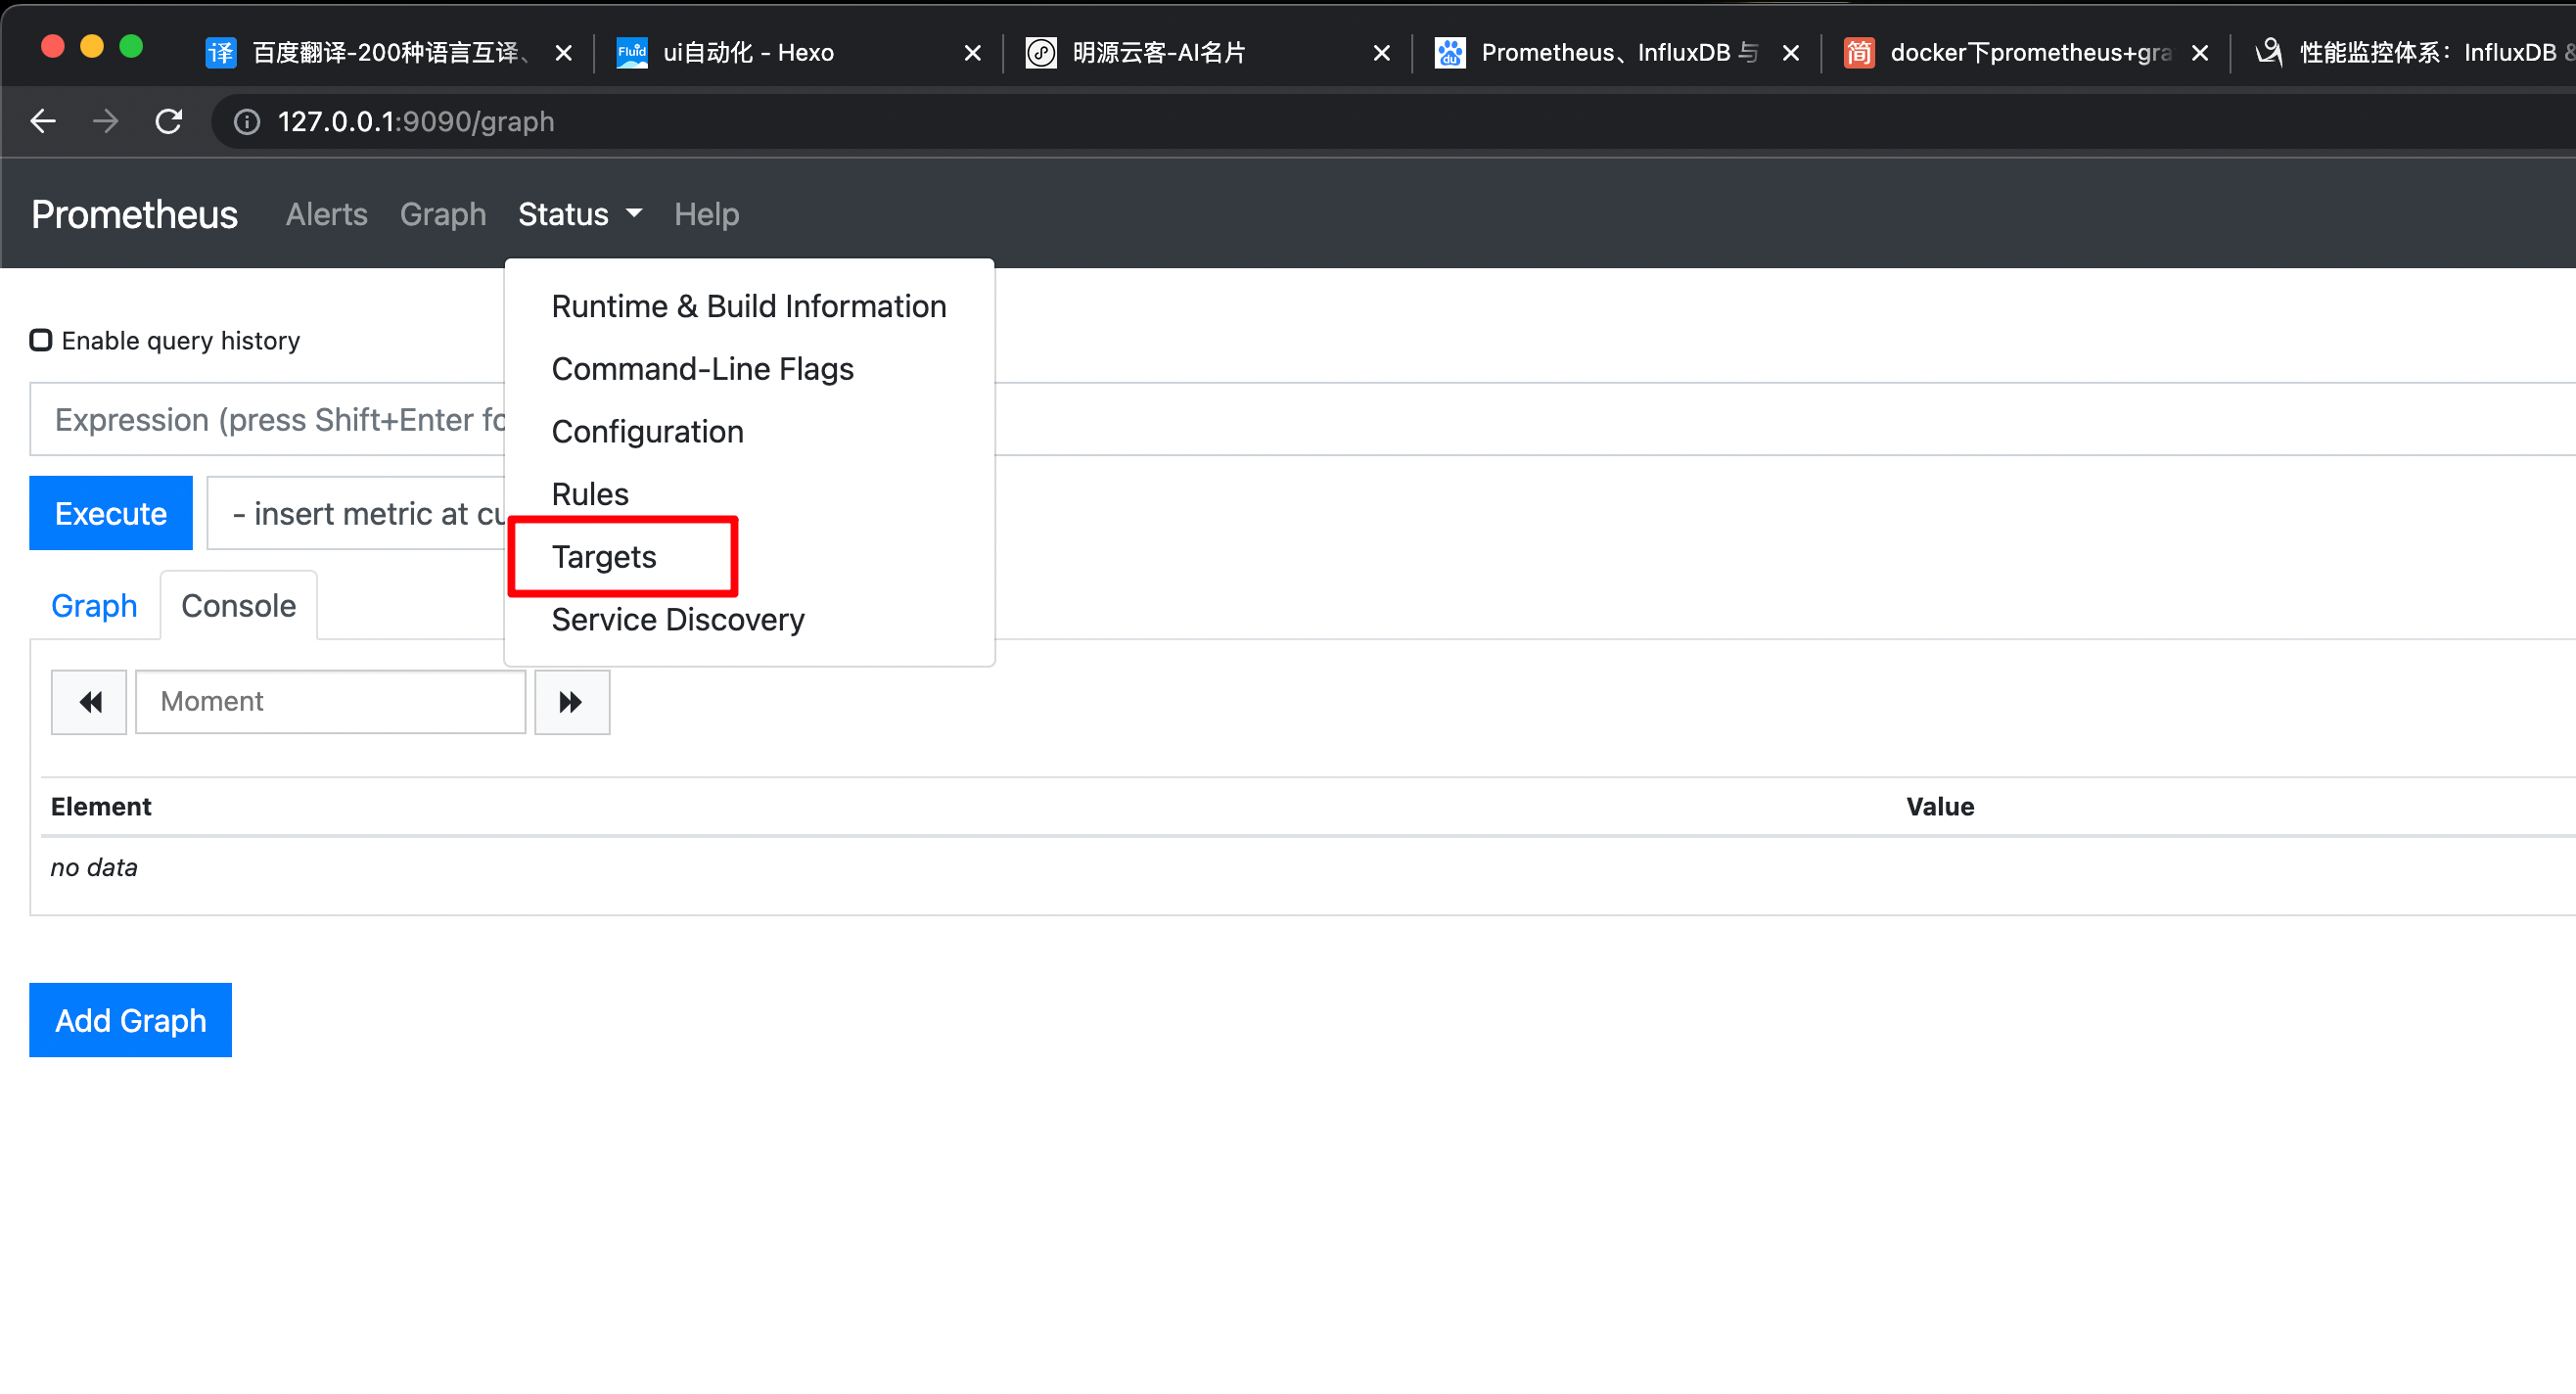 译 百度翻译-200种语言互译、
Fluid ui自动化 - Hexo
明源云客-AI名片
du Prometheus、InfluxDB 与
简 docker下prometheus+gra
性能监控体系：InfluxDB &
127.0.0.1:9090/graph
Prometheus Alerts Graph Status Help
Runtime & Build Information
Enable query history
Command-Line Flags
Expression (press Shift+Enter fo
Configuration
Rules
Execute - insert metric at cu
Targets
Graph Console
Service Discovery
Moment
Element Value
no data
Add Graph